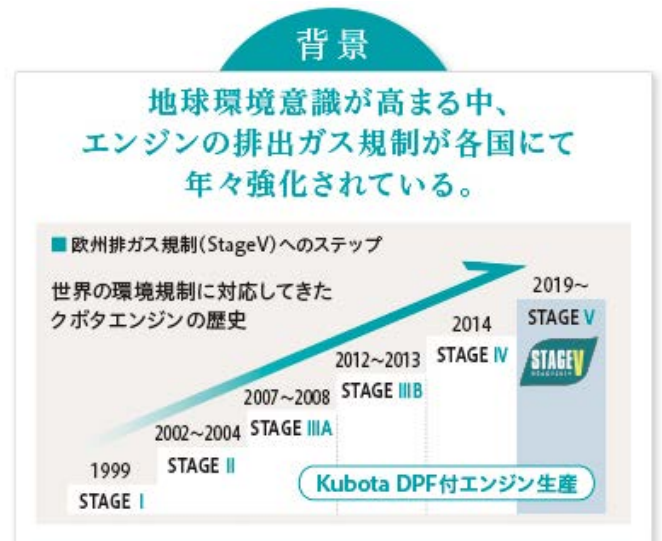 背景
地球環境意識が高まる中、
エンジンの排出ガス規制が各国にて
年々強化されている。
■欧州排ガス規制(StageV)へのステップ
世界の環境規制に対応してきた
クボタエンジンの歴史
1999
STAGE I
2002〜2004
STAGE II
2007〜2008
STAGE IIIA
2012〜2013
STAGE IIIB
2014
STAGE IV
2019〜
STAGE V
STAGE V
Kubota DPF付エンジン生産